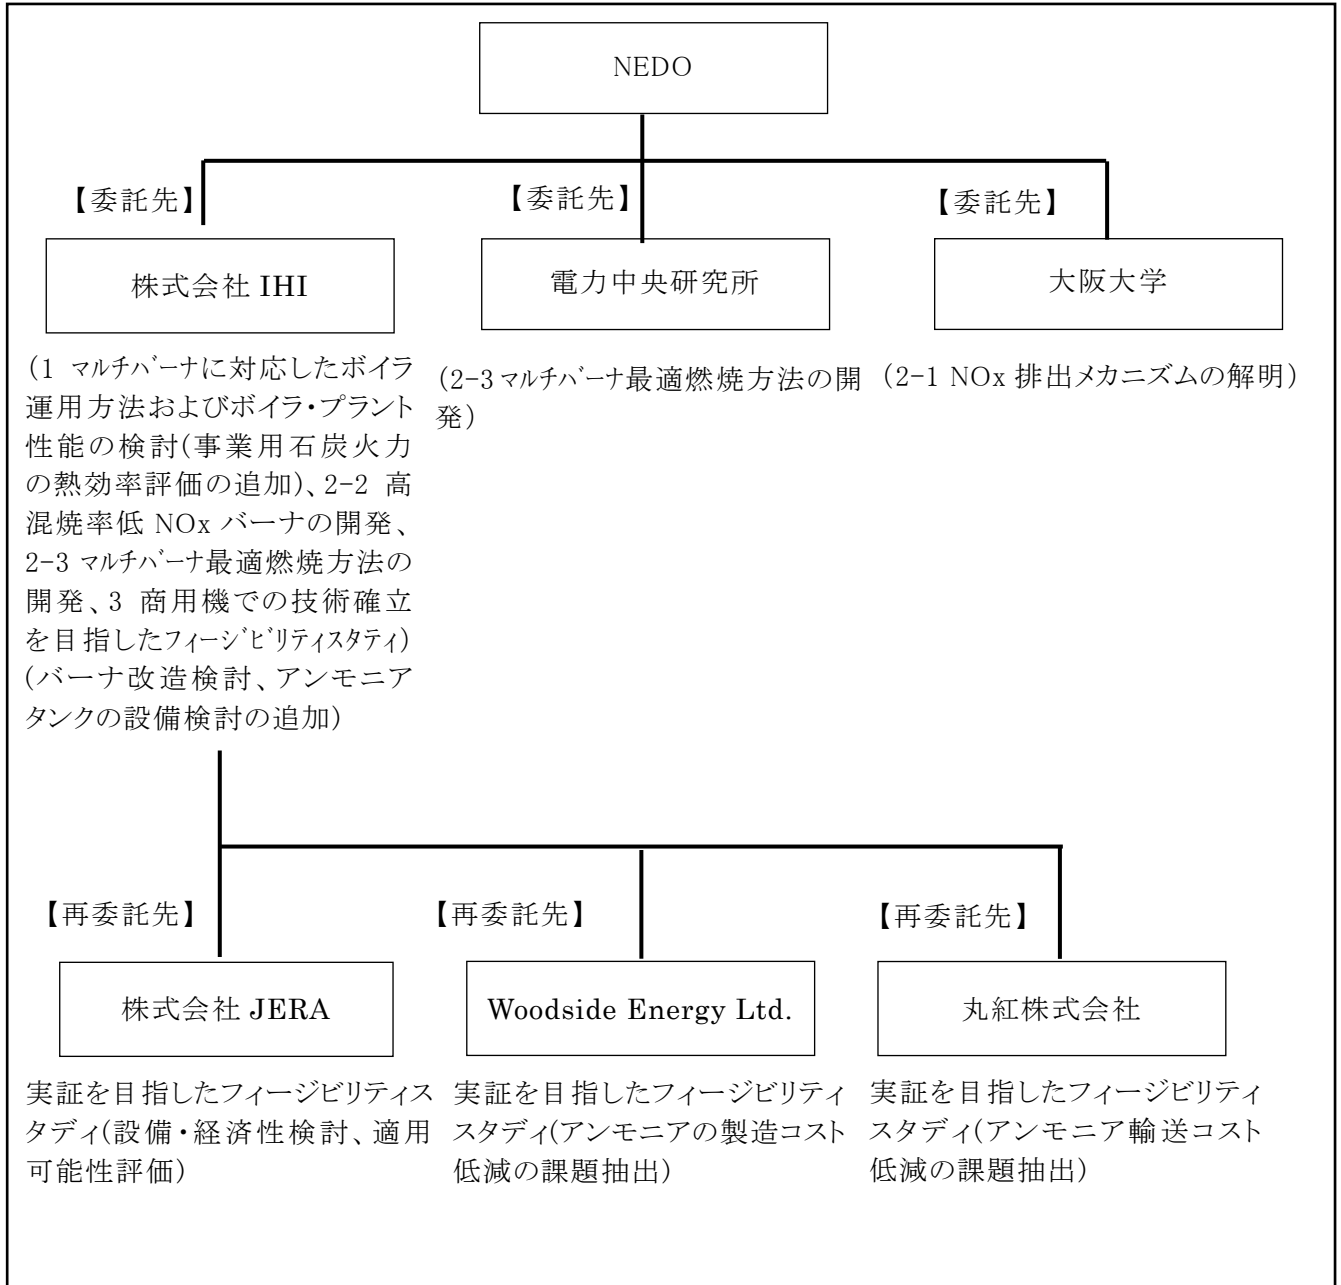 NEDO
【委託先】
【委託先】
【委託先】
株式会社 IHI
電力中央研究所
大阪大学
(1 マルチバーナに対応したボイラ
運用方法およびボイラ・プラント
性能の検討(事業用石炭火力
の熱効率評価の追加)、2-2 高
混焼率低 NOx バーナの開発、
2-3 マルチバーナ最適燃焼方法の
開発、3 商用機での技術確立
を目指したフィージビリティスタティ)
(バーナ改造検討、アンモニア
タンクの設備検討の追加)
(2-3 マルチバーナ最適燃焼方法の開
発)
(2-1 NOx 排出メカニズムの解明)
【再委託先】
【再委託先】
【再委託先】
株式会社 JERA
Woodside Energy Ltd.
丸紅株式会社
実証を目指したフィージビリティス
タディ(設備・経済性検討、適用
可能性評価)
実証を目指したフィージビリティ
スタディ(アンモニアの製造コスト
低減の課題抽出)
実証を目指したフィージビリティ
スタディ(アンモニア輸送コスト
低減の課題抽出)